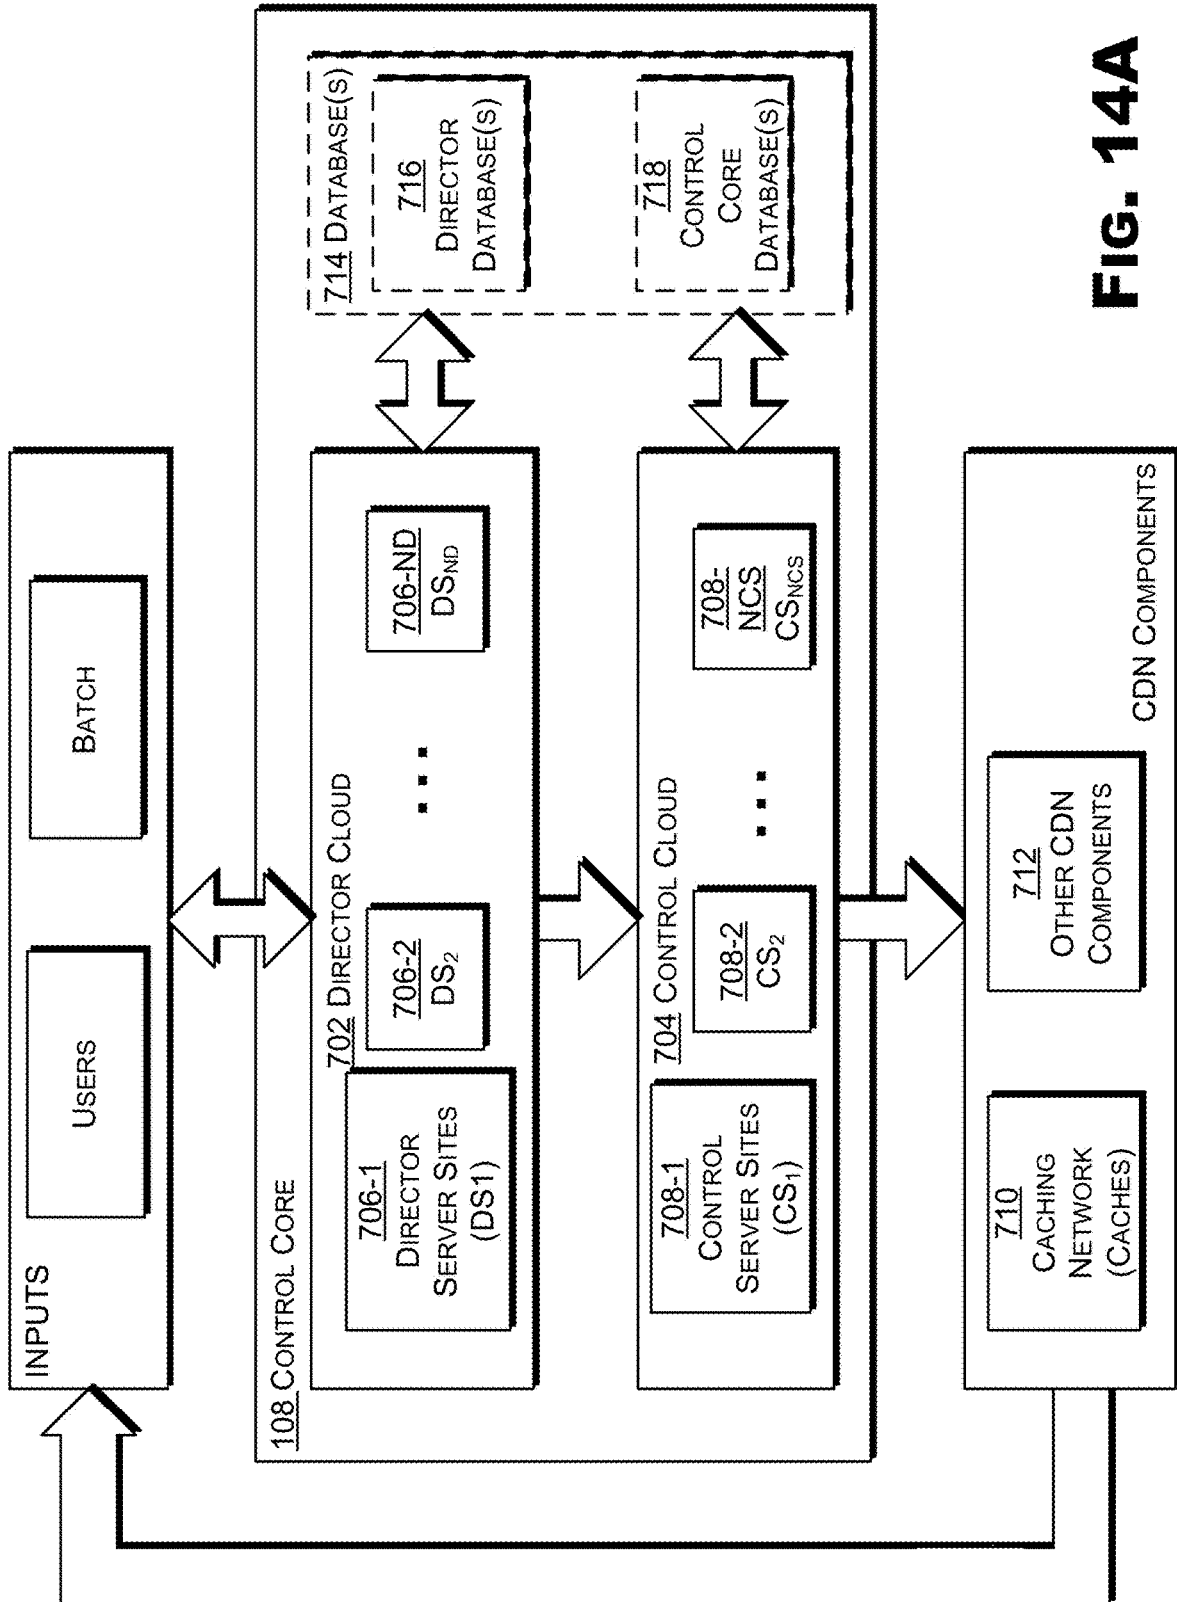 INPUTS
USERS
BATCH
108 CONTROL CORE
702 DIRECTOR CLOUD
706-1
DIRECTOR
SERVER SITES
(DS1)
706-2
DS2
...
706-ND
DSND
714 DATABASE(S)
716
DIRECTOR
DATABASE(S)
704 CONTROL CLOUD
708-1
CONTROL
SERVER SITES
(CS1)
708-2
CS2
...
708-
NCS
CSNCS
718
CONTROL
CORE
DATABASE(S)
710
CACHING
NETWORK
(CACHES)
712
OTHER CDN
COMPONENTS
CDN COMPONENTS
FIG. 14A